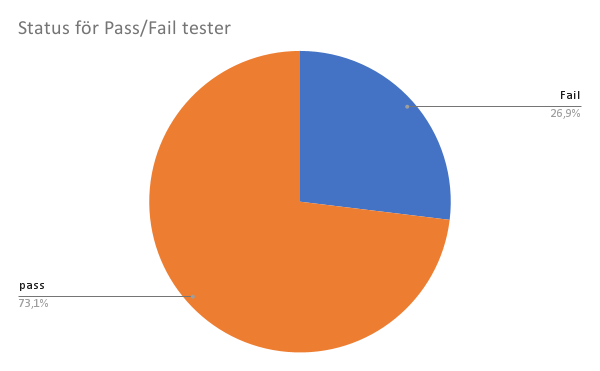 Status för Pass/Fail tester
Fail
26,9%
pass
73,1%